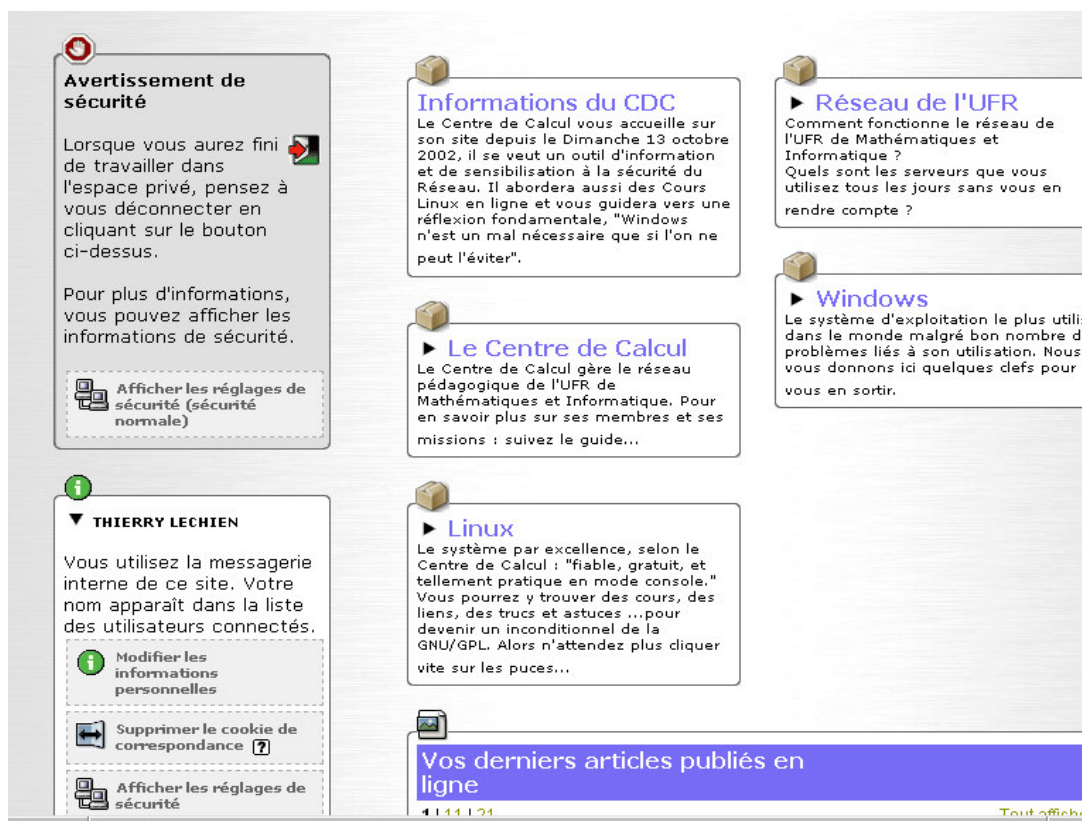 Avertissement de
sécurité
Lorsque vous aurez fini
de travailler dans
l'espace privé, pensez à
vous déconnecter en
cliquant sur le bouton
ci-dessus.
Pour plus d'informations,
vous pouvez afficher les
informations de sécurité.
Afficher les réglages de
sécurité (sécurité
normale)
THIERRY LECHIEN
Vous utilisez la messagerie
interne de ce site. Votre
nom apparaît dans la liste
des utilisateurs connectés.
Modifier les
informations
personnelles
Supprimer le cookie de
correspondance ?
Afficher les réglages de
sécurité
Informations du CDC
Le Centre de Calcul vous accueille sur
son site depuis le Dimanche 13 octobre
2002, il se veut un outil d'information
et de sensibilisation à la sécurité du
Réseau. Il abordera aussi des Cours
Linux en ligne et vous guidera vers une
réflexion fondamentale, "Windows
n'est un mal nécessaire que si l'on ne
peut l'éviter".
Le Centre de Calcul
Le Centre de Calcul gère le réseau
pédagogique de l'UFR de
Mathématiques et Informatique. Pour
en savoir plus sur ses membres et ses
missions : suivez le guide...
Linux
Le système par excellence, selon le
Centre de Calcul : "fiable, gratuit, et
tellement pratique en mode console."
Vous pourrez y trouver des cours, des
liens, des trucs et astuces ...pour
devenir un inconditionnel de la
GNU/GPL. Alors n'attendez plus cliquer
vite sur les puces...
Réseau de l'UFR
Comment fonctionne le réseau de
l'UFR de Mathématiques et
Informatique ?
Quels sont les serveurs que vous
utilisez tous les jours sans vous en
rendre compte ?
Windows
Le système d'exploitation le plus utilis
dans le monde malgré bon nombre d
problèmes liés à son utilisation. Nous
vous donnons ici quelques clefs pour
vous en sortir.
Vos derniers articles publiés en
ligne
1 | 11 | 21
Tout affiche